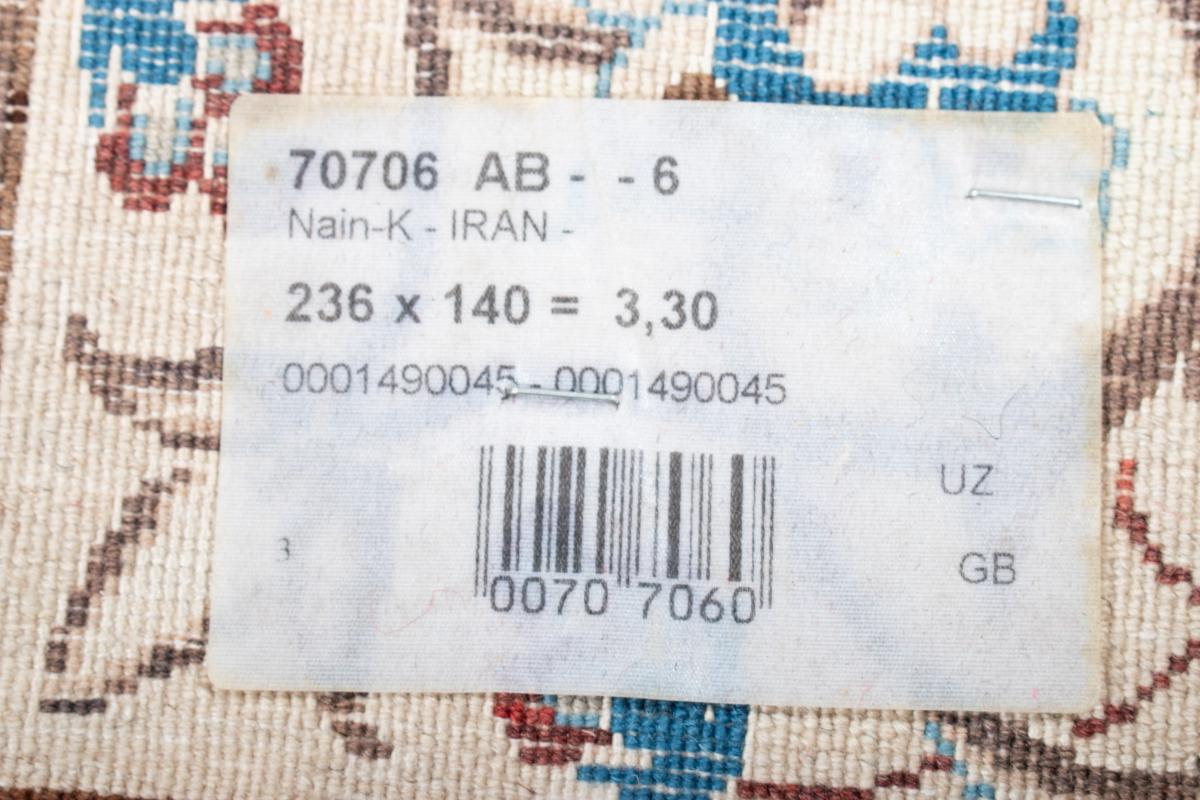 70706 AB - - 6
Nain-K - IRAN -
236 x 140 = 3,30
0001490045 - 0001490045
UZ
3
GB
0070 7060